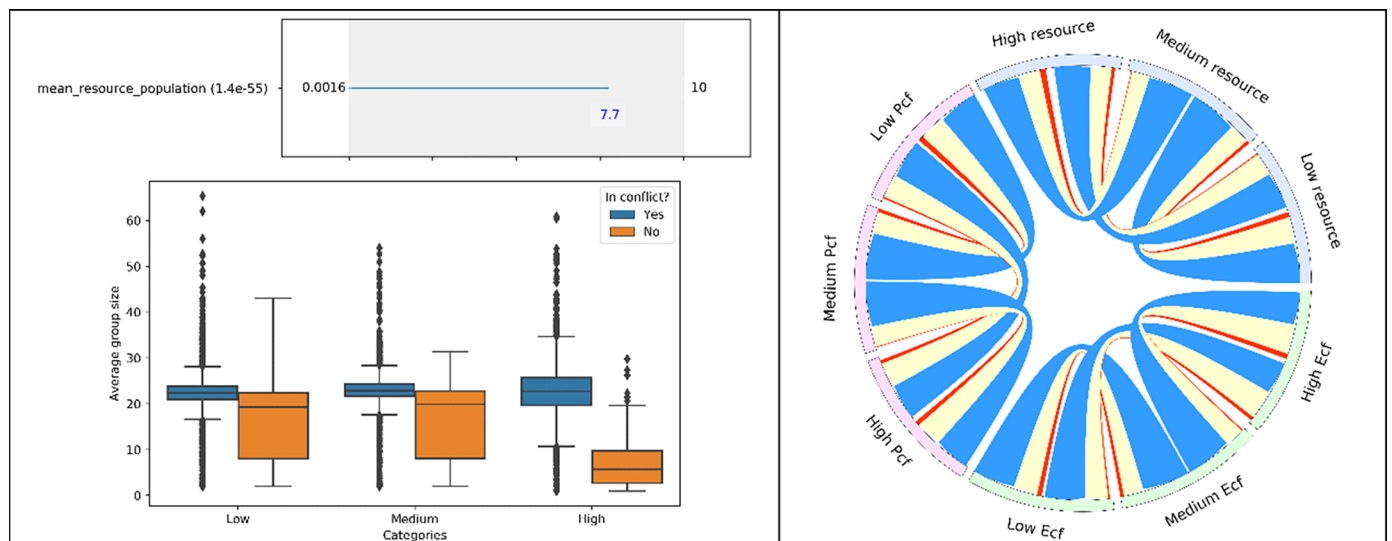 mean_resource_population (1.4e-55)
0.0016
10
7.7
In conflict?
Yes
No
60
50
40
30
20
10
0
Average group size
Low
Medium
High
Categories
High resource
Medium resource
Low resource
Low Pcf
Medium Pcf
High Pcf
Low Ecf
Medium Ecf
High Ecf